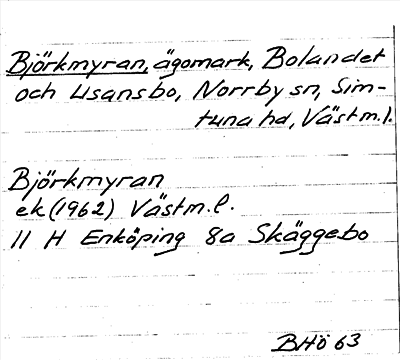 Björkmyran, ägomark, Bolandet
och Usansbo, Norrby sn, Sim-
tuna hd, Västm.l.
Björkmyran
ek (1962) Västm.l.
11 H Enköping 8a Skäggebo
BHÖ 63